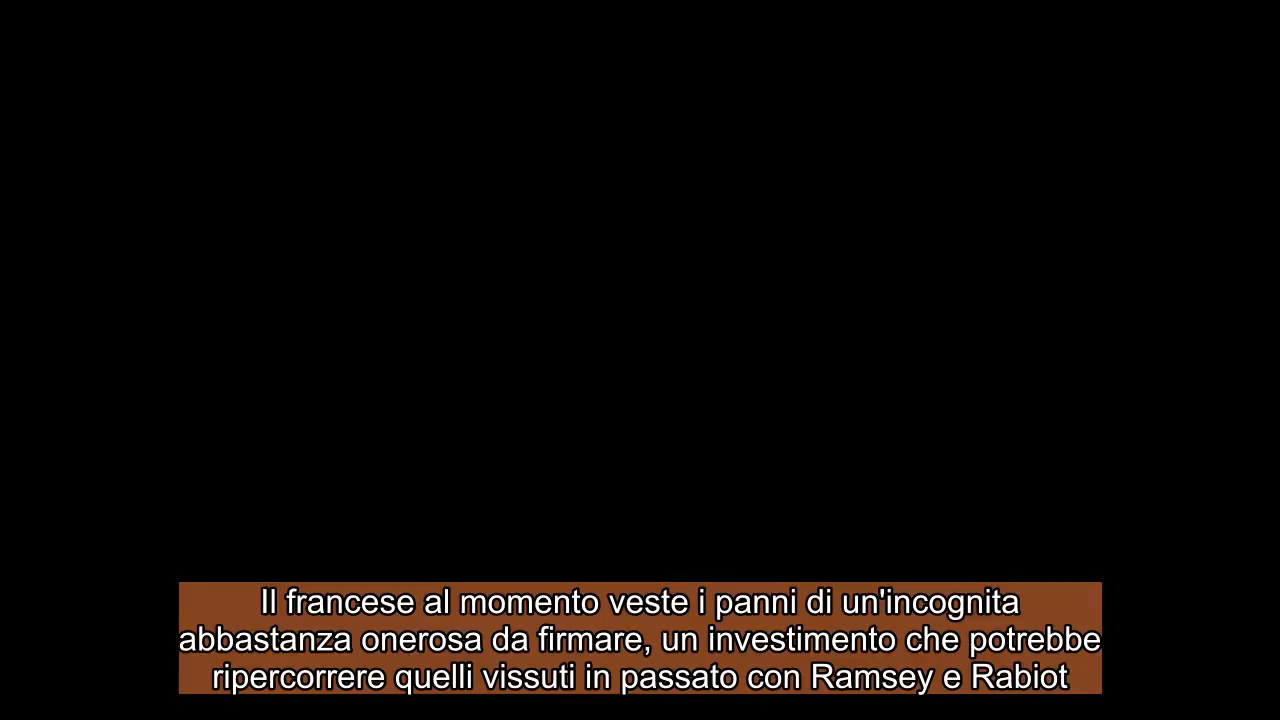 Il francese al momento veste i panni di un'incognita
abbastanza onerosa da firmare, un investimento che potrebbe
ripercorrere quelli vissuti in passato con Ramsey e Rabiot